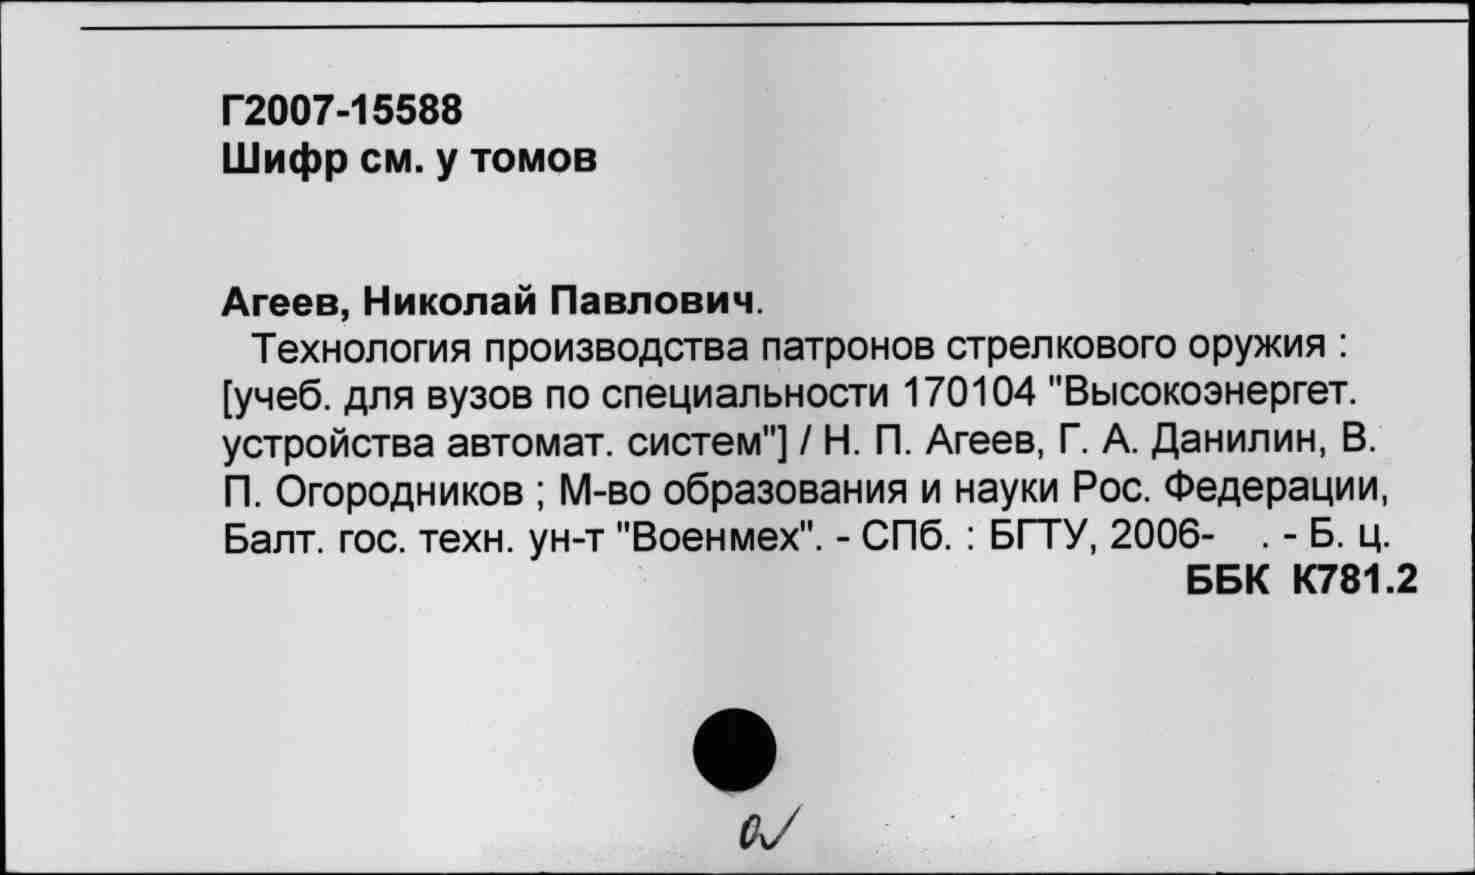 Г2007-15588
Шифр см. у томов
Агеев, Николай Павлович.
Технология производства патронов стрелкового оружия :
[учеб. для вузов по специальности 170104 "Высокоэнергет.
устройства автомат. систем"] / Н. П. Агеев, Г. А. Данилин, В.
П. Огородников ; М-во образования и науки Рос. Федерации,
Балт. гос. техн. ун-т "Военмех". - СПб. : БГТУ, 2006-    . - Б. ц.
ББК К781.2